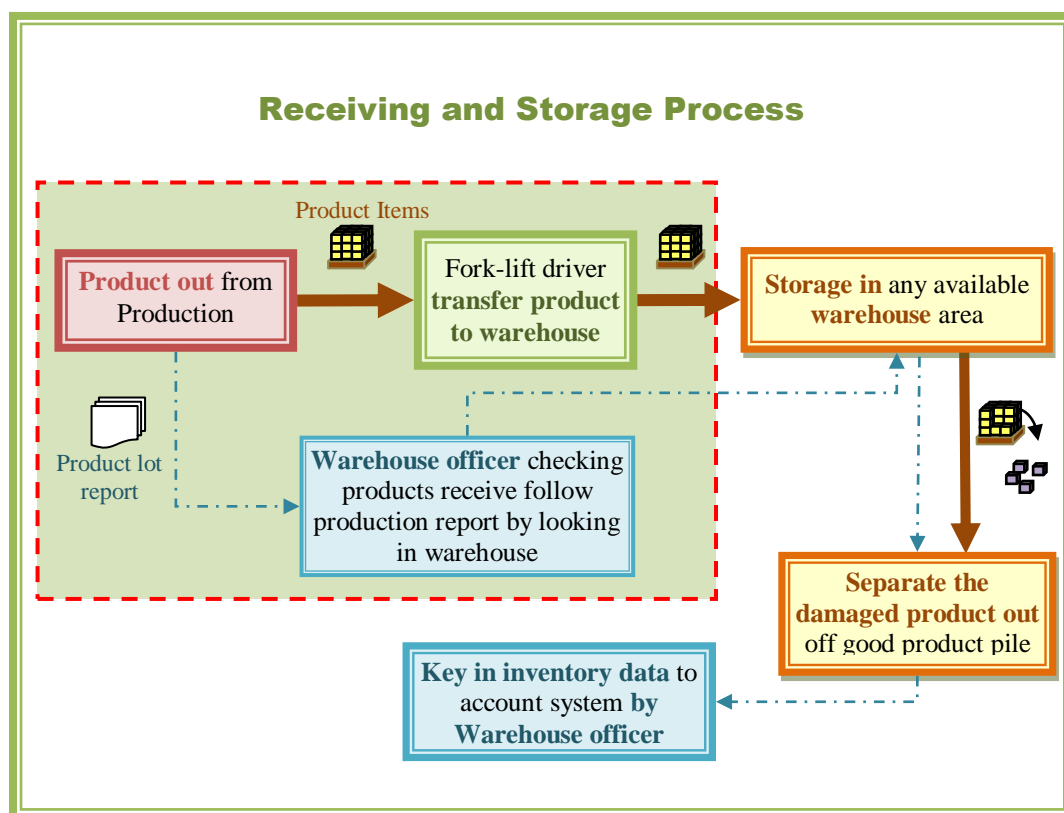 Receiving and Storage Process
Product Items
Product out from
Production
Fork-lift driver
transfer product
to warehouse
Storage in any available
warehouse area
Product lot
report
Warehouse officer checking
products receive follow
production report by looking
in warehouse
Separate the
damaged product out
off good product pile
Key in inventory data to
account system by
Warehouse officer